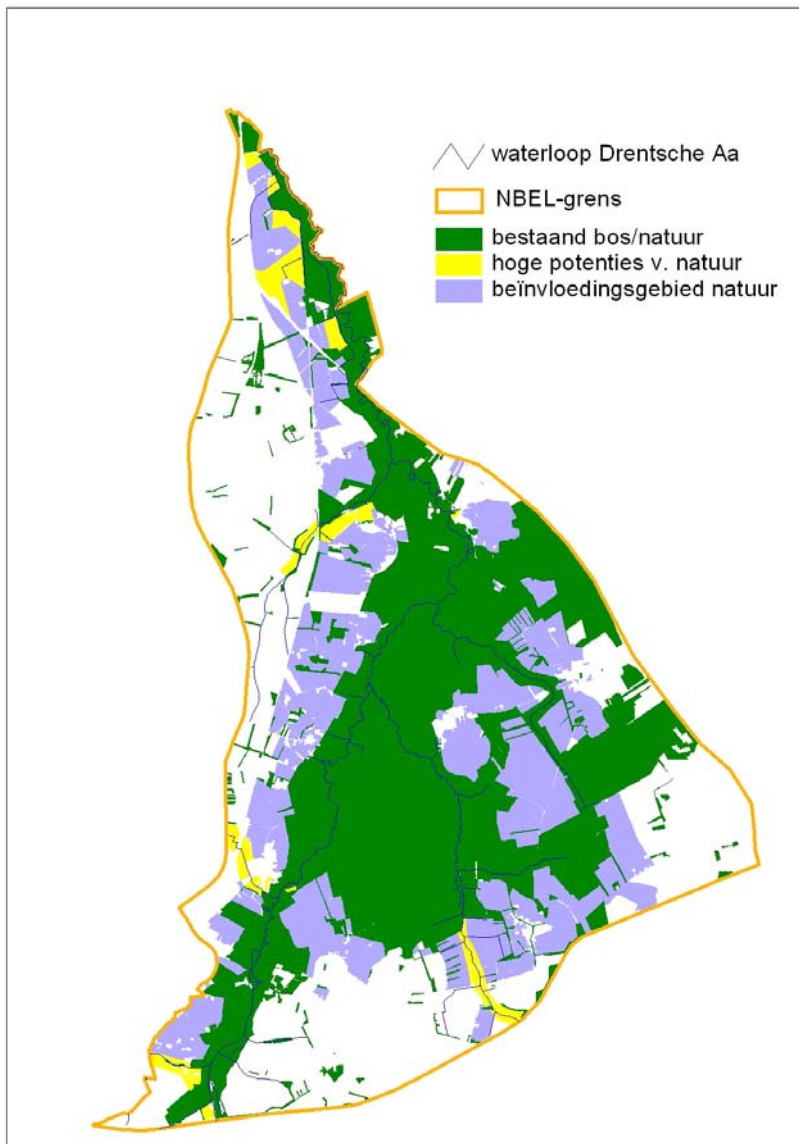 waterloop Drentsche Aa
NBEL-grens
bestaand bos/natuur
hoge potenties v. natuur
beïnvloedingsgebied natuur